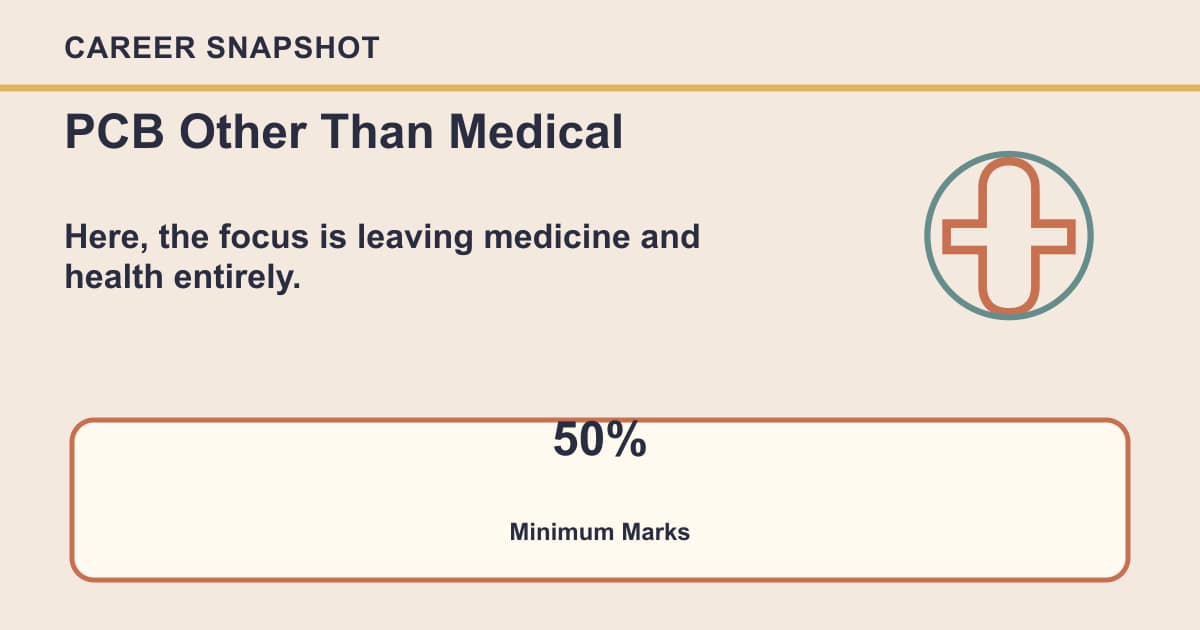 CAREER SNAPSHOT
PCB Other Than Medical
Here, the focus is leaving medicine and
health entirely.
50%
Minimum Marks